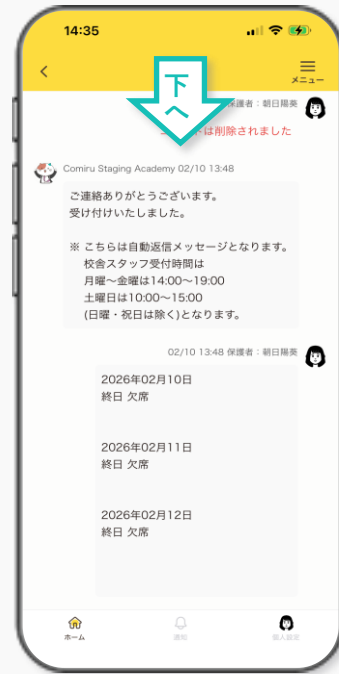 14:35
メニュー
下
へ
保護者：朝日陽葵
は削除されました
Comiru Staging Academy 02/10 13:48
ご連絡ありがとうございます。
受け付けいたしました。
※ こちらは自動返信メッセージとなります。
校舎スタッフ受付時間は
月曜～金曜は14:00～19:00
土曜日は10:00～15:00
(日曜・祝日は除く)となります。
02/10 13:48 保護者：朝日陽葵
2026年02月10日
終日 欠席
2026年02月11日
終日 欠席
2026年02月12日
終日 欠席
ホーム
通知
個人設定